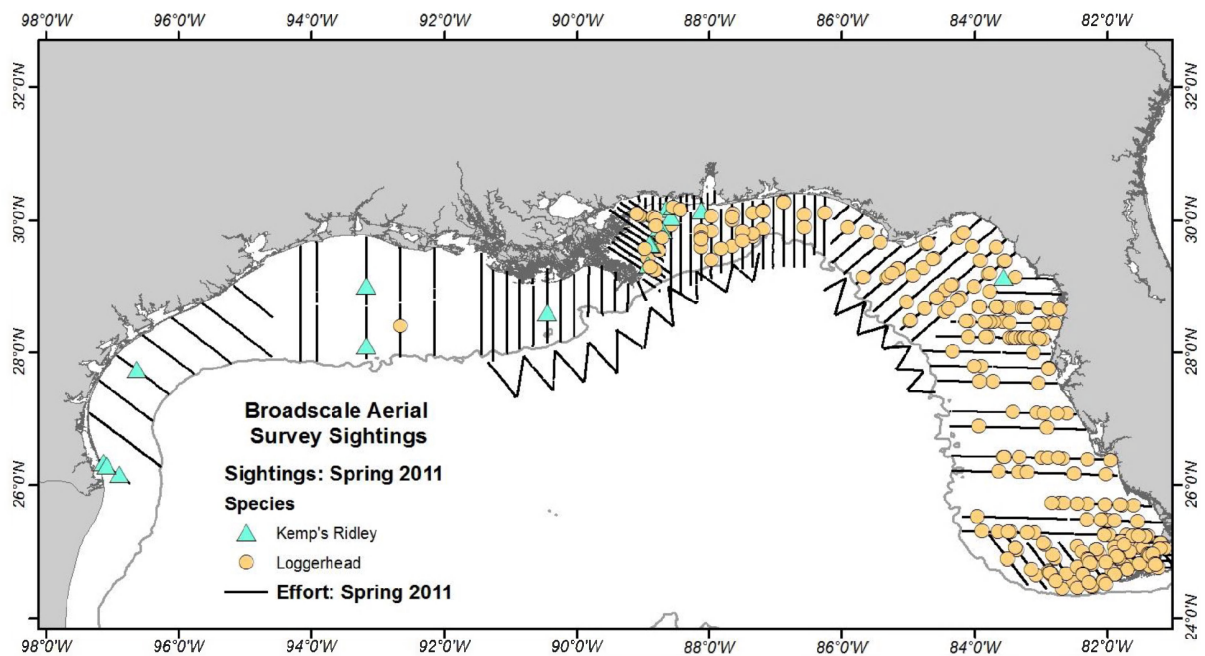 98°0'W 96°0'W 94°0'W 92°0'W 90°0'W 88°0'W 86°0'W 84°0'W 82°0'W
32°0'N 32°0'N
30°0'N 30°0'N
28°0'N 28°0'N
Broadscale Aerial
Survey Sightings
Sightings: Spring 2011
26°0'N 26°0'N
Species
Kemp's Ridley
Loggerhead
Effort: Spring 2011
24°0'N
98°0'W 96°0'W 94°0'W 92°0'W 90°0'W 88°0'W 86°0'W 84°0'W 82°0'W